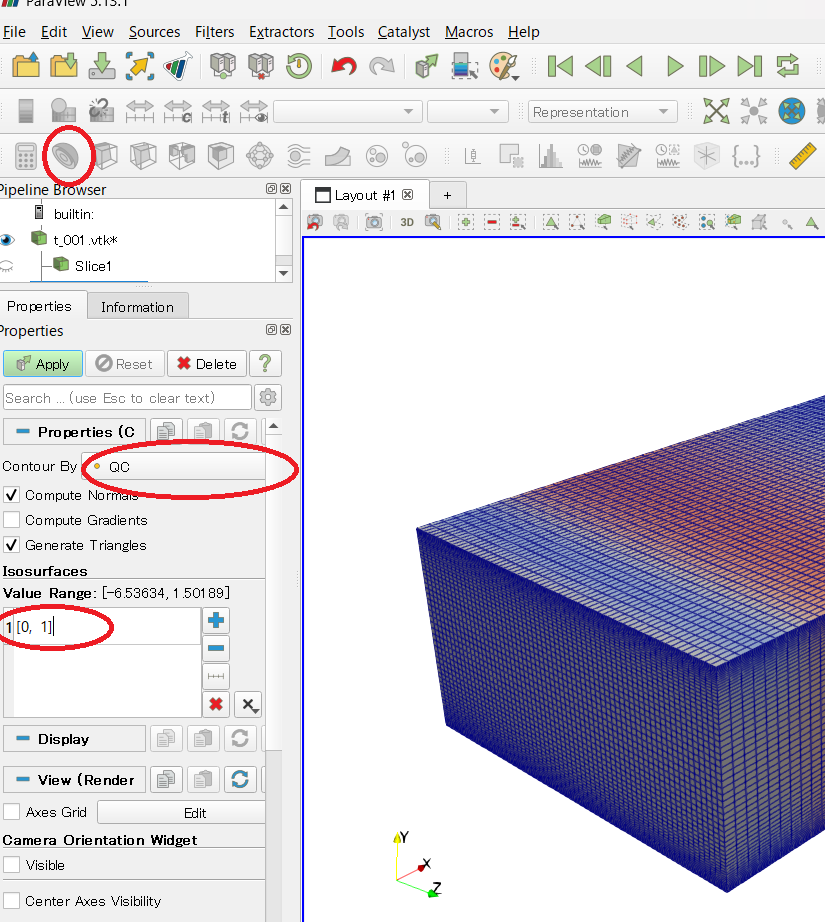 ParaView 5.13.1
File Edit View Sources Filters Extractors Tools Catalyst Macros Help
Representation
Pipeline Browser
Layout #1
+
builtin:
3D
t_001.vtk*
Slice1
Properties Information
Properties
Apply Reset Delete ?
Search ... (use Esc to clear text)
Properties (C
Contour By QC
Compute Normals
Compute Gradients
Generate Triangles
Isosurfaces
Value Range: [-6.53634, 1.50189]
1 [0, 1]
Display
View (Render
Axes Grid Edit
Camera Orientation Widget
Visible
Center Axes Visibility
Y
X
Z